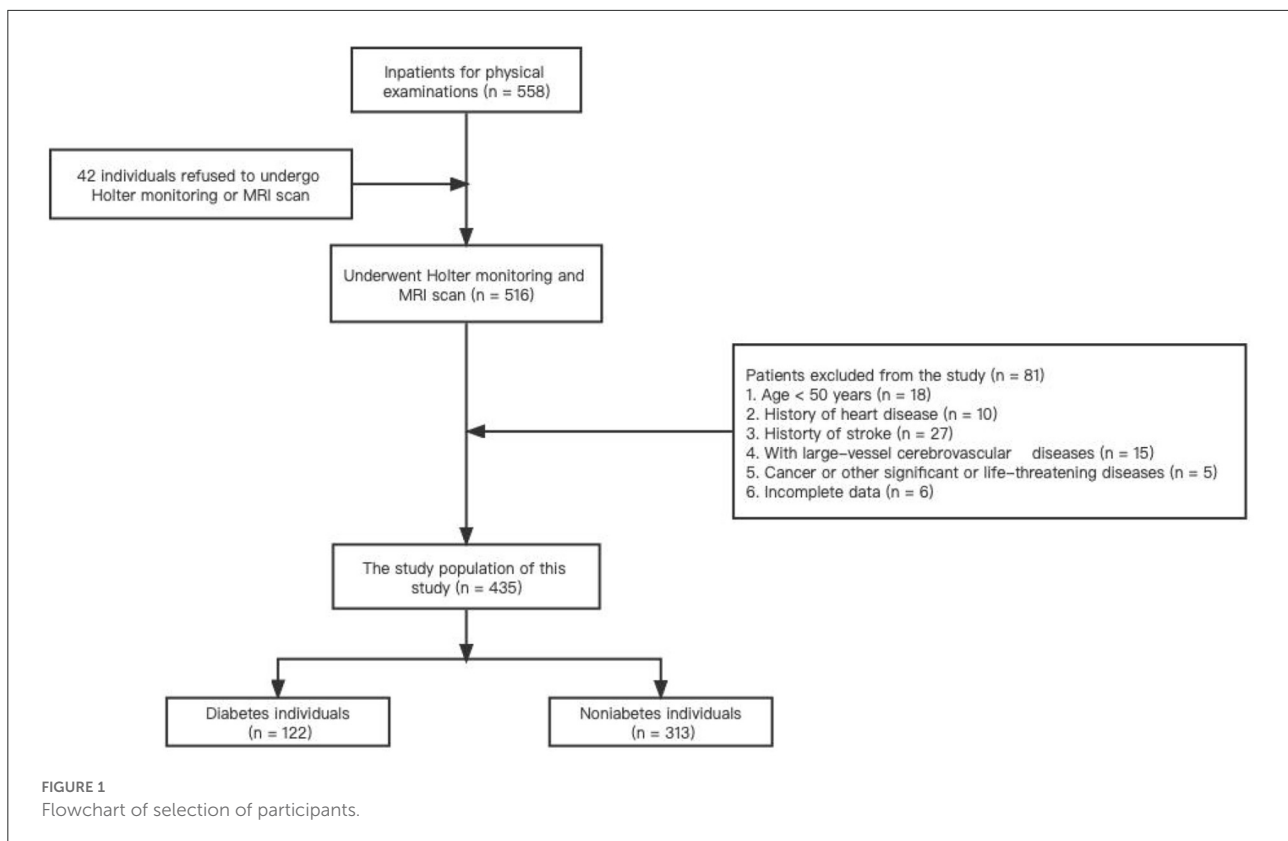 Inpatients for physical
examinations (n = 558)
42 individuals refused to undergo
Holter monitoring or MRI scan
Underwent Holter monitoring and
MRI scan (n = 516)
Patients excluded from the study (n = 81)
1. Age < 50 years (n = 18)
2. History of heart disease (n = 10)
3. Historty of stroke (n = 27)
4. With large-vessel cerebrovascular diseases (n = 15)
5. Cancer or other significant or life-threatening diseases (n = 5)
6. Incomplete data (n = 6)
The study population of this
study (n = 435)
Diabetes individuals
(n = 122)
Noniabetes individuals
(n = 313)
FIGURE 1
Flowchart of selection of participants.